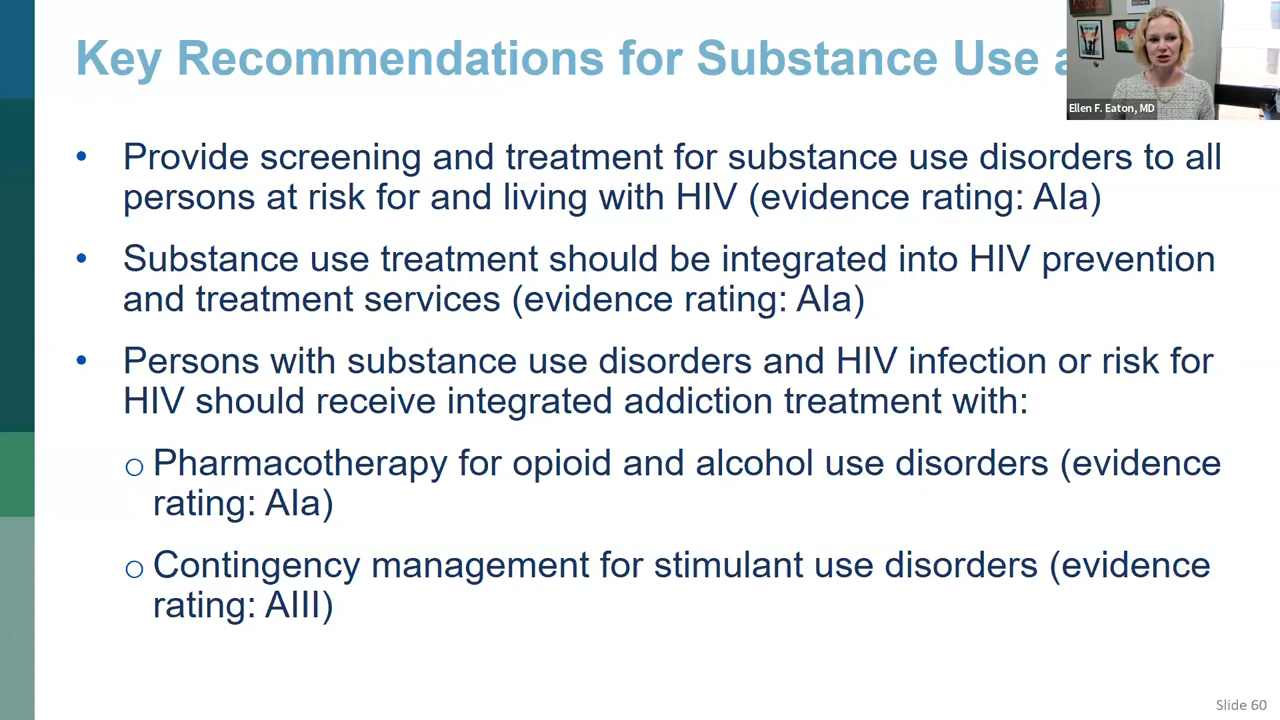 Key Recommendations for Substance Use
Ellen F. Eaton, MD
• Provide screening and treatment for substance use disorders to all
persons at risk for and living with HIV (evidence rating: AIa)
• Substance use treatment should be integrated into HIV prevention
and treatment services (evidence rating: AIa)
• Persons with substance use disorders and HIV infection or risk for
HIV should receive integrated addiction treatment with:
o Pharmacotherapy for opioid and alcohol use disorders (evidence
rating: AIa)
o Contingency management for stimulant use disorders (evidence
rating: AIII)
Slide 60